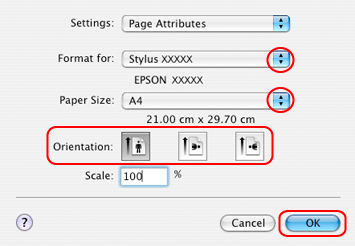 Settings: Page Attributes
Format for: Stylus XXXXX
EPSON XXXXX
Paper Size: A4
21.00 cm x 29.70 cm
Orientation:
Scale: 100 %
? Cancel OK